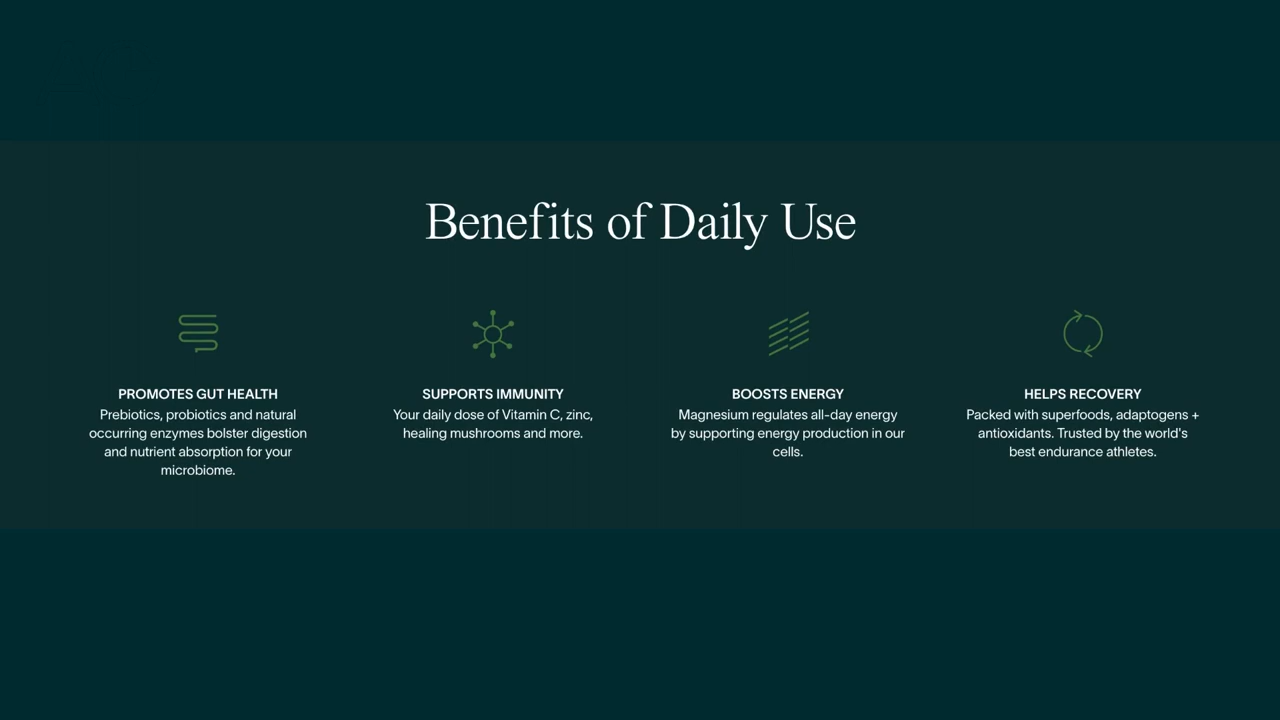 Benefits of Daily Use
PROMOTES GUT HEALTH
Prebiotics, probiotics and natural
occurring enzymes bolster digestion
and nutrient absorption for your
microbiome.
SUPPORTS IMMUNITY
Your daily dose of Vitamin C, zinc,
healing mushrooms and more.
BOOSTS ENERGY
Magnesium regulates all-day energy
by supporting energy production in our
cells.
HELPS RECOVERY
Packed with superfoods, adaptogens +
antioxidants. Trusted by the world's
best endurance athletes.